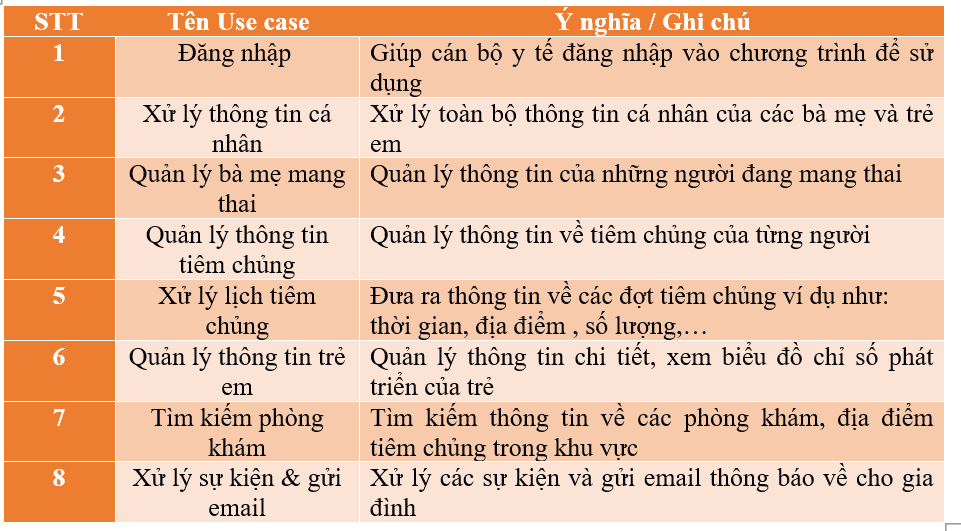 STT Tên Use case Ý nghĩa / Ghi chú
1 Đăng nhập Giúp cán bộ y tế đăng nhập vào chương trình để sử
dụng
2 Xử lý thông tin cá Xử lý toàn bộ thông tin cá nhân của các bà mẹ và trẻ
nhân em
3 Quản lý bà mẹ mang Quản lý thông tin của những người đang mang thai
thai
4 Quản lý thông tin Quản lý thông tin về tiêm chủng của từng người
tiêm chủng
5 Xử lý lịch tiêm Đưa ra thông tin về các đợt tiêm chủng ví dụ như:
chủng thời gian, địa điểm , số lượng,…
6 Quản lý thông tin trẻ Quản lý thông tin chi tiết, xem biểu đồ chỉ số phát
em triển của trẻ
7 Tìm kiếm phòng Tìm kiếm thông tin về các phòng khám, địa điểm
khám tiêm chủng trong khu vực
8 Xử lý sự kiện & gửi Xử lý các sự kiện và gửi email thông báo về cho gia
email đình